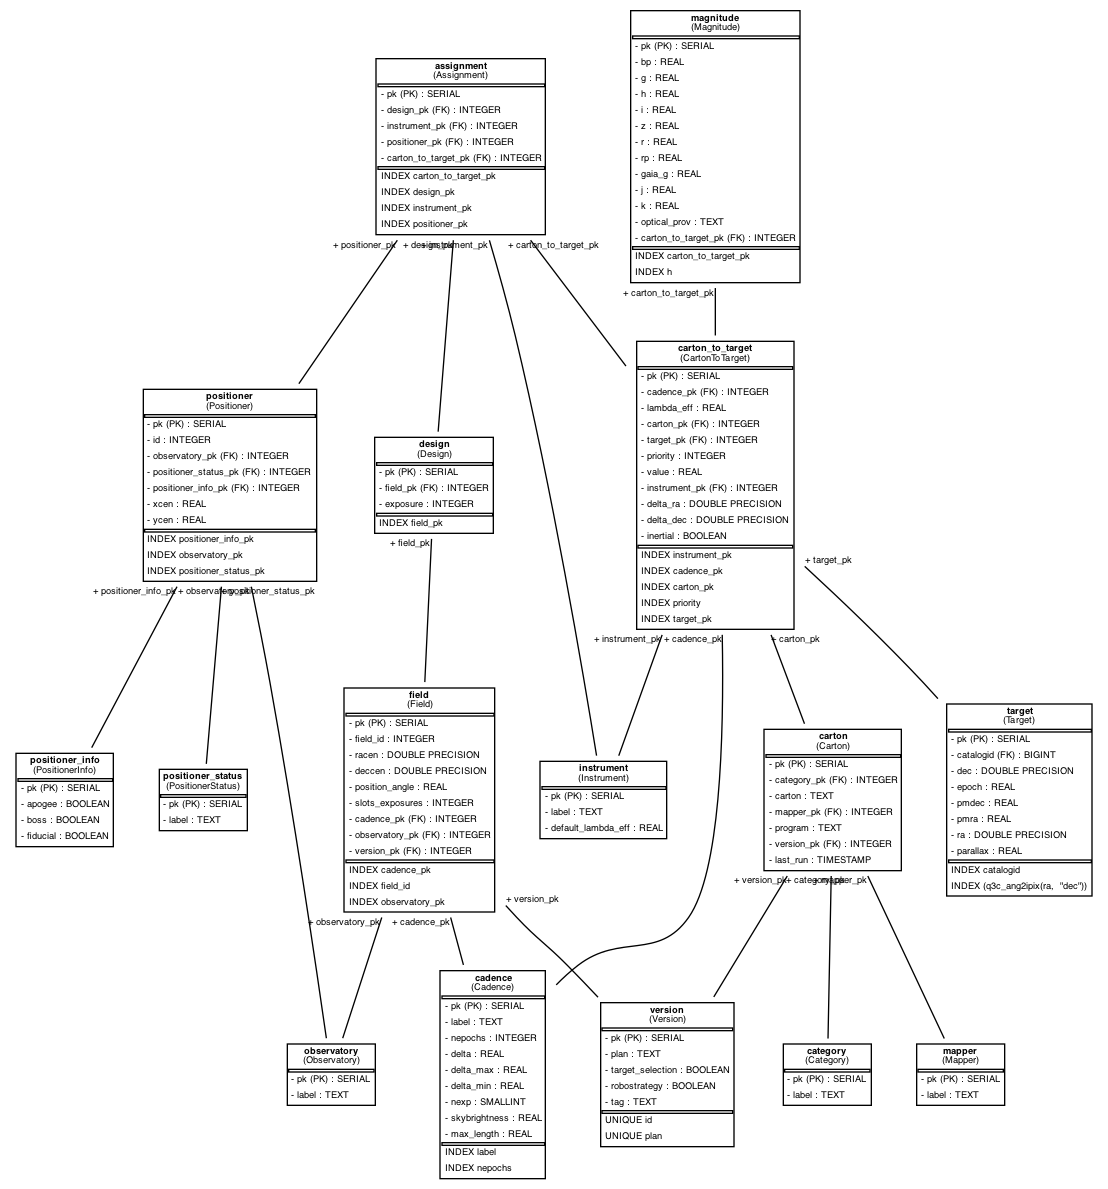 magnitude
(Magnitude)
- pk (PK) : SERIAL
- bp : REAL
- g : REAL
- h : REAL
- i : REAL
- z : REAL
- r : REAL
- rp : REAL
- gaia_g : REAL
- j : REAL
- k : REAL
- optical_prov : TEXT
- carton_to_target_pk (FK) : INTEGER
INDEX carton_to_target_pk
INDEX h
+ carton_to_target_pk
assignment
(Assignment)
- pk (PK) : SERIAL
- design_pk (FK) : INTEGER
- instrument_pk (FK) : INTEGER
- positioner_pk (FK) : INTEGER
- carton_to_target_pk (FK) : INTEGER
INDEX carton_to_target_pk
INDEX design_pk
INDEX instrument_pk
INDEX positioner_pk
+ positioner_pk
+ design_pk
+ instrument_pk
+ carton_to_target_pk
carton_to_target
(CartonToTarget)
- pk (PK) : SERIAL
- cadence_pk (FK) : INTEGER
- lambda_eff : REAL
- carton_pk (FK) : INTEGER
- target_pk (FK) : INTEGER
- priority : INTEGER
- value : REAL
- instrument_pk (FK) : INTEGER
- delta_ra : DOUBLE PRECISION
- delta_dec : DOUBLE PRECISION
- inertial : BOOLEAN
INDEX instrument_pk
INDEX cadence_pk
INDEX carton_pk
INDEX priority
INDEX target_pk
+ target_pk
+ instrument_pk
+ cadence_pk
+ carton_pk
positioner
(Positioner)
- pk (PK) : SERIAL
- id : INTEGER
- observatory_pk (FK) : INTEGER
- positioner_status_pk (FK) : INTEGER
- positioner_info_pk (FK) : INTEGER
- xcen : REAL
- ycen : REAL
INDEX positioner_info_pk
INDEX observatory_pk
INDEX positioner_status_pk
+ positioner_info_pk
+ observatory_pk
+ positioner_status_pk
design
(Design)
- pk (PK) : SERIAL
- field_pk (FK) : INTEGER
- exposure : INTEGER
INDEX field_pk
+ field_pk
field
(Field)
- pk (PK) : SERIAL
- field_id : INTEGER
- racen : DOUBLE PRECISION
- deccen : DOUBLE PRECISION
- position_angle : REAL
- slots_exposures : INTEGER
- cadence_pk (FK) : INTEGER
- observatory_pk (FK) : INTEGER
- version_pk (FK) : INTEGER
INDEX cadence_pk
INDEX field_id
INDEX observatory_pk
+ observatory_pk
+ cadence_pk
+ version_pk
positioner_info
(PositionerInfo)
- pk (PK) : SERIAL
- apogee : BOOLEAN
- boss : BOOLEAN
- fiducial : BOOLEAN
positioner_status
(PositionerStatus)
- pk (PK) : SERIAL
- label : TEXT
instrument
(Instrument)
- pk (PK) : SERIAL
- label : TEXT
- default_lambda_eff : REAL
carton
(Carton)
- pk (PK) : SERIAL
- category_pk (FK) : INTEGER
- carton : TEXT
- mapper_pk (FK) : INTEGER
- program : TEXT
- version_pk (FK) : INTEGER
- last_run : TIMESTAMP
+ version_pk
+ category_pk
+ mapper_pk
target
(Target)
- pk (PK) : SERIAL
- catalogid (FK) : BIGINT
- dec : DOUBLE PRECISION
- epoch : REAL
- pmdec : REAL
- pmra : REAL
- ra : DOUBLE PRECISION
- parallax : REAL
INDEX catalogid
INDEX (q3c_ang2ipix(ra, "dec"))
observatory
(Observatory)
- pk (PK) : SERIAL
- label : TEXT
cadence
(Cadence)
- pk (PK) : SERIAL
- label : TEXT
- nepochs : INTEGER
- delta : REAL
- delta_max : REAL
- delta_min : REAL
- nexp : SMALLINT
- skybrightness : REAL
- max_length : REAL
INDEX label
INDEX nepochs
version
(Version)
- pk (PK) : SERIAL
- plan : TEXT
- target_selection : BOOLEAN
- robostrategy : BOOLEAN
- tag : TEXT
UNIQUE id
UNIQUE plan
category
(Category)
- pk (PK) : SERIAL
- label : TEXT
mapper
(Mapper)
- pk (PK) : SERIAL
- label : TEXT